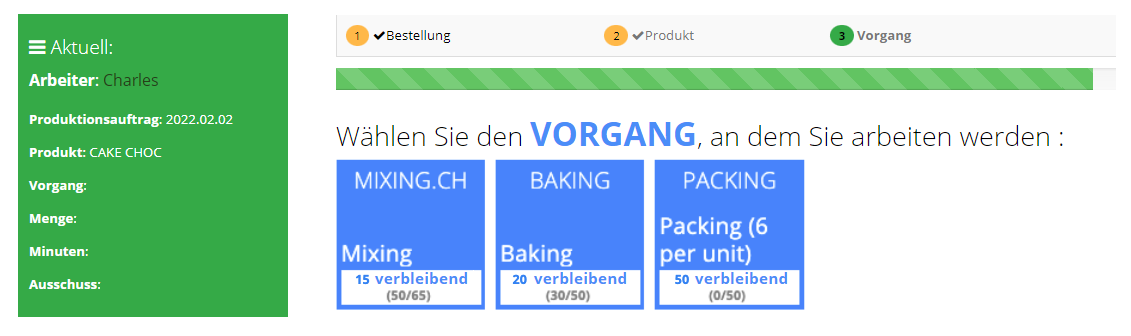 Aktuell:
Arbeiter: Charles
Produktionsauftrag: 2022.02.02
Produkt: CAKE CHOC
Vorgang:
Menge:
Minuten:
Ausschuss:
1 Bestellung
2 Produkt
3 Vorgang
Wählen Sie den VORGANG, an dem Sie arbeiten werden :
MIXING.CH
Mixing
15 verbleibend
(50/65)
BAKING
Baking
20 verbleibend
(30/50)
PACKING
Packing (6
per unit)
50 verbleibend
(0/50)